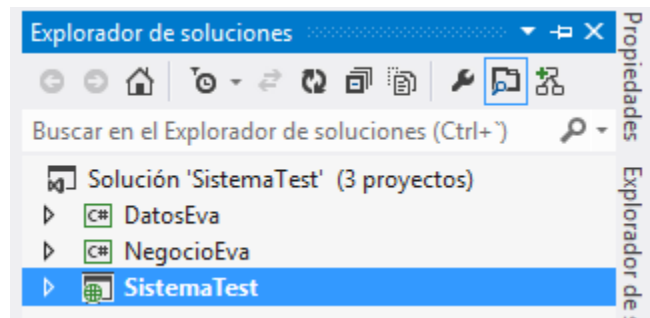 Explorador de soluciones
Buscar en el Explorador de soluciones (Ctrl+`)
Solución 'SistemaTest' (3 proyectos)
C# DatosEva
C# NegocioEva
SistemaTest
Propiedades
Explorador de